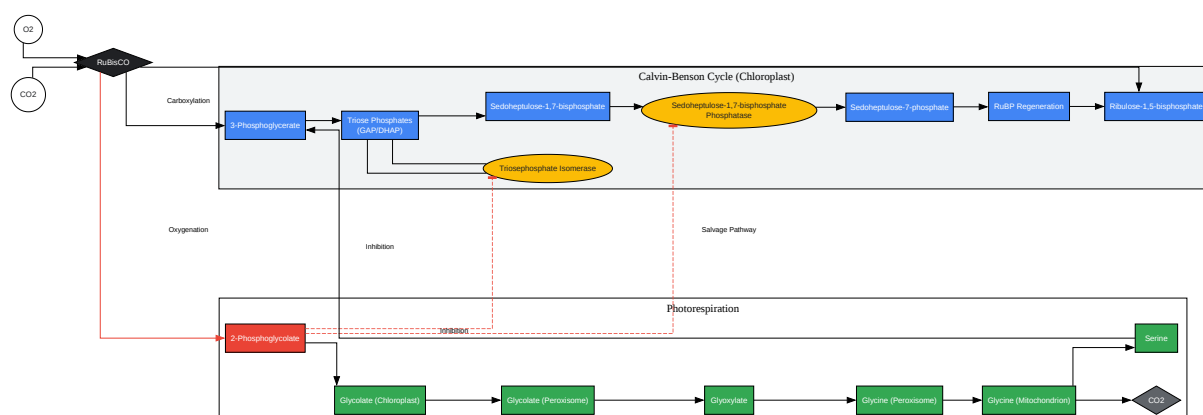 O2
RuBisCO
CO2
Calvin-Benson Cycle (Chloroplast)
Carboxylation
3-Phosphoglycerate
Triose Phosphates
(GAP/DHAP)
Sedoheptulose-1,7-bisphosphate
Sedoheptulose-1,7-bisphosphate
Phosphatase
Sedoheptulose-7-phosphate
RuBP Regeneration
Ribulose-1,5-bisphosphate
Triosephosphate Isomerase
Oxygenation
Inhibition
Salvage Pathway
Photorespiration
2-Phosphoglycolate
Inhibition
Serine
Glycolate (Chloroplast)
Glycolate (Peroxisome)
Glyoxylate
Glycine (Peroxisome)
Glycine (Mitochondrion)
CO2